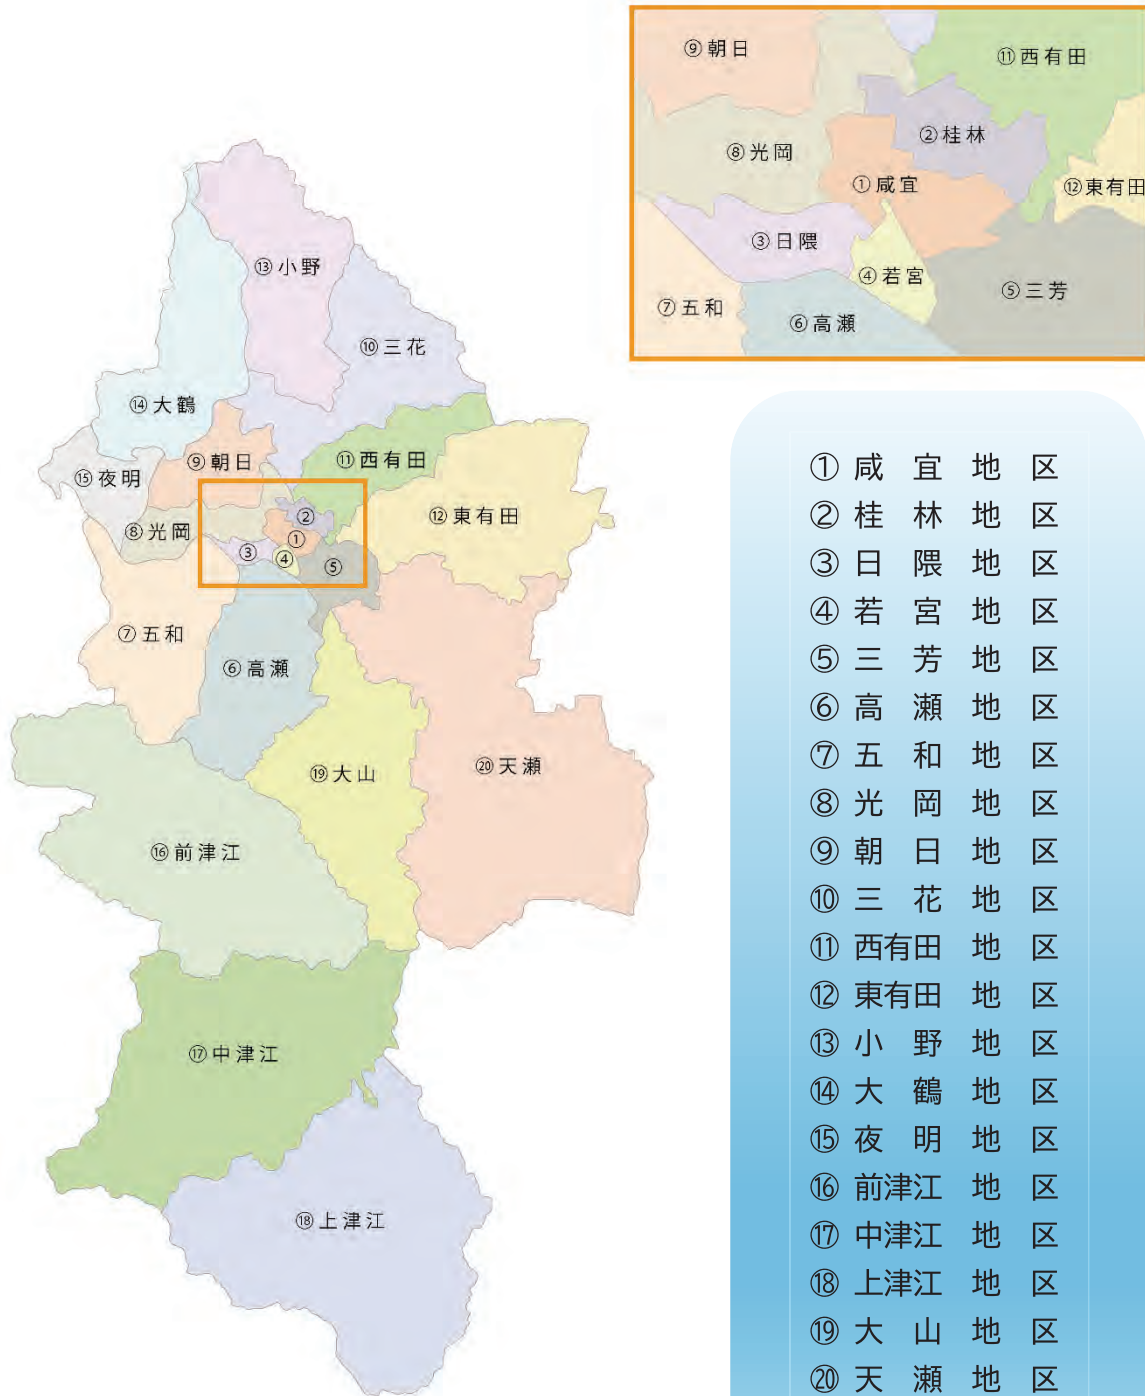 ⑬小野
⑩三花
⑭大鶴
⑨朝日
⑪西有田
⑮夜明
⑫東有田
②
⑧光岡
①
③
④
⑤
⑦五和
⑥高瀬
⑲大山
⑳天瀬
⑯前津江
⑰中津江
⑱上津江
⑨朝日
⑪西有田
②桂林
⑧光岡
①咸宜
⑫東有田
③日隈
④若宮
⑤三芳
⑦五和
⑥高瀬
① 咸宜地区
② 桂林地区
③ 日隈地区
④ 若宮地区
⑤ 三芳地区
⑥ 高瀬地区
⑦ 五和地区
⑧ 光岡地区
⑨ 朝日地区
⑩ 三花地区
⑪ 西有田地区
⑫ 東有田地区
⑬ 小野地区
⑭ 大鶴地区
⑮ 夜明地区
⑯ 前津江地区
⑰ 中津江地区
⑱ 上津江地区
⑲ 大山地区
⑳ 天瀬地区